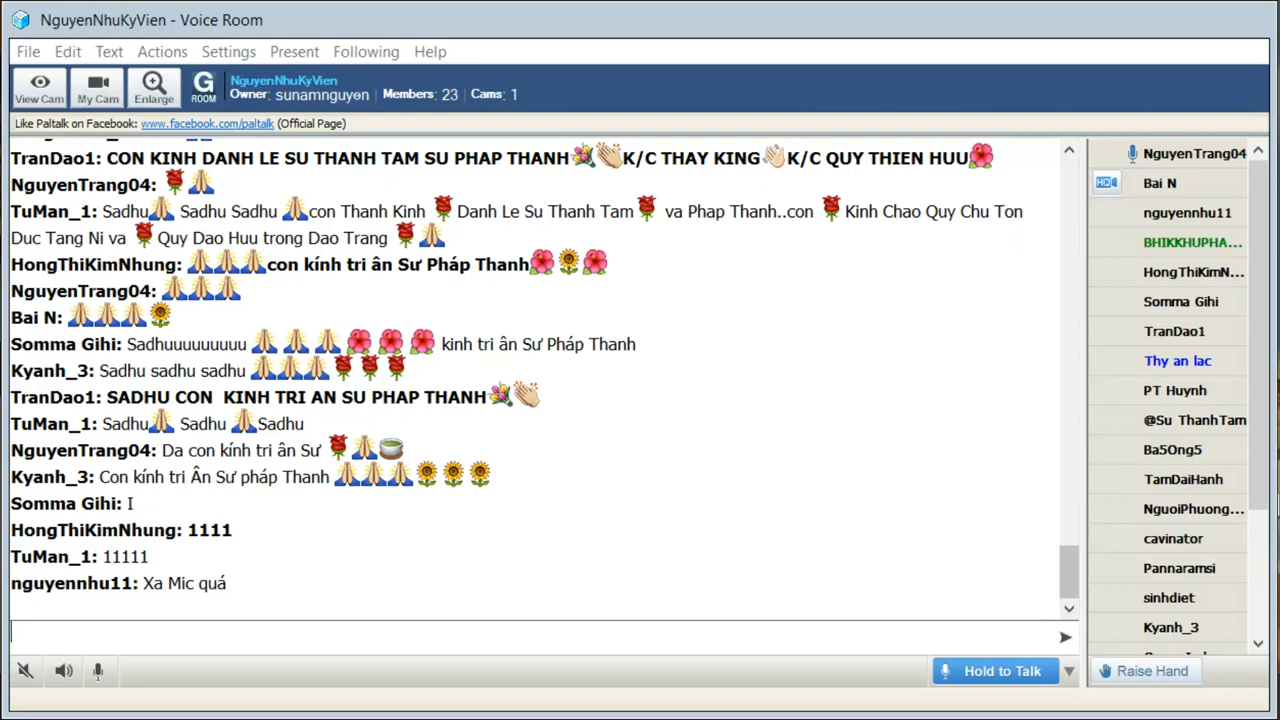 NguyenNhuKyVien - Voice Room
File Edit Text Actions Settings Present Following Help
View Cam My Cam Enlarge G ROOM
NguyenNhuKyVien
Owner: sunamnguyen Members: 23 Cams: 1
Like Paltalk on Facebook: www.facebook.com/paltalk (Official Page)
TranDao1: CON KINH DANH LE SU THANH TAM SU PHAP THANH💐👏K/C THAY KING👏K/C QUY THIEN HUU🌺
NguyenTrang04: 🌹🙏
TuMan_1: Sadhu🙏 Sadhu Sadhu 🙏con Thanh Kinh 🌹Danh Le Su Thanh Tam🌹 va Phap Thanh..con 🌹Kinh Chao Quy Chu Ton
Duc Tang Ni va 🌹Quy Dao Huu trong Dao Trang 🌹🙏
HongThiKimNhung: 🙏🙏🙏con kính tri ân Sư Pháp Thanh🌺🌻🌺
NguyenTrang04: 🙏🙏🙏
Bai N: 🙏🙏🙏🌻
Somma Gihi: Sadhuuuuuuuuu 🙏 🙏 🙏 🌺 🌺 🌺 kinh tri ân Sư Pháp Thanh
Kyanh_3: Sadhu sadhu sadhu 🙏🙏🙏🌹🌹🌹
TranDao1: SADHU CON KINH TRI AN SU PHAP THANH💐👏
TuMan_1: Sadhu🙏 Sadhu 🙏Sadhu
NguyenTrang04: Da con kính tri ân Sư 🌹🙏🍵
Kyanh_3: Con kính tri Ân Sư pháp Thanh 🙏🙏🙏🌻🌻🌻
Somma Gihi: I
HongThiKimNhung: 1111
TuMan_1: 11111
nguyennhu11: Xa Mic quá
Hold to Talk
NguyenTrang04
HD Bai N
nguyennhu11
BHIKKHUPHA...
HongThiKimN...
Somma Gihi
TranDao1
Thy an lac
PT Huynh
@Su ThanhTam
Ba5Ong5
TamDaiHanh
NguoiPhuong...
cavinator
Pannaramsi
sinhdiet
Kyanh_3
Raise Hand